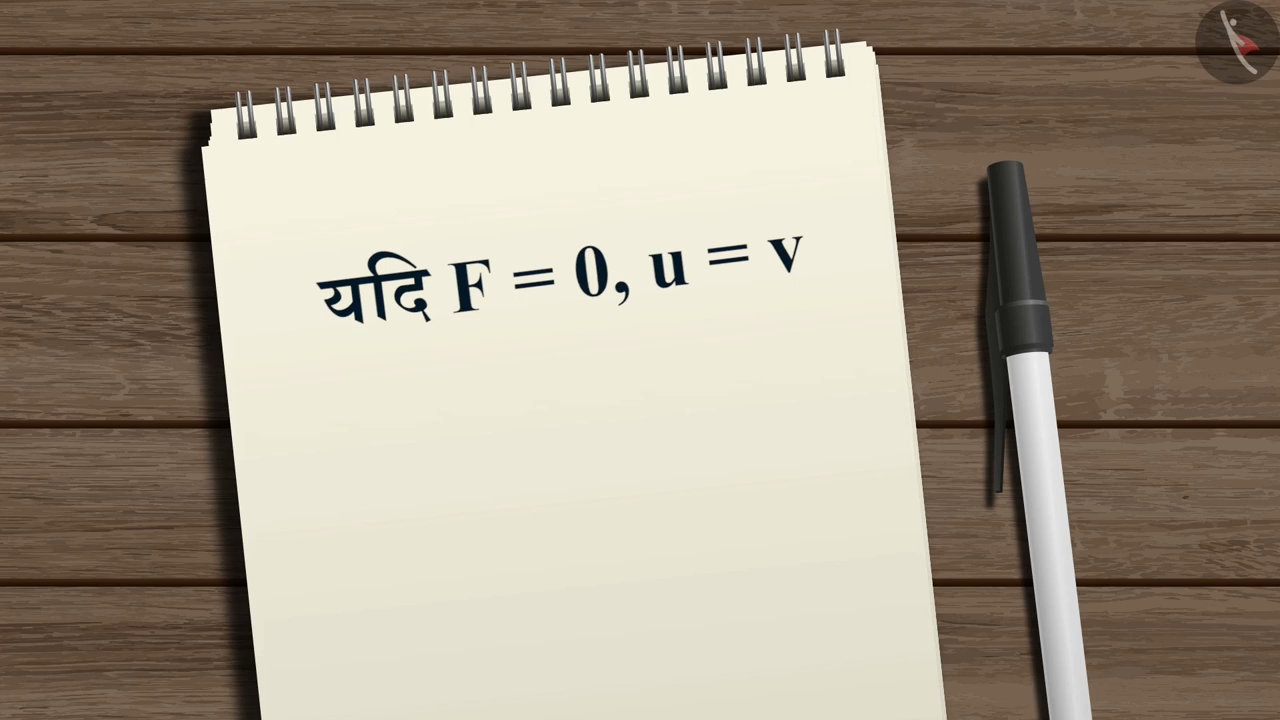 यदि F = 0, u = v